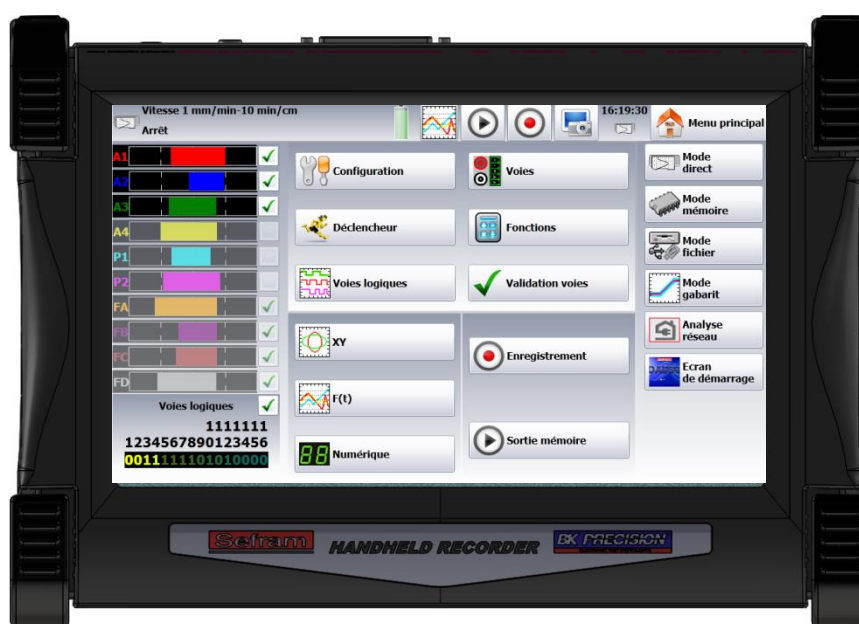 Vitesse 1 mm/min-10 min/cm
Arrêt
16:19:30
Menu principal
A1
A2
A3
A4
P1
P2
FA
FB
FC
FD
Voies logiques
1111111
1234567890123456
0011111101010000
Configuration
Voies
Déclencheur
Fonctions
Voies logiques
Validation voies
XY
Enregistrement
F(t)
Numérique
Sortie mémoire
Mode
direct
Mode
mémoire
Mode
fichier
Mode
gabarit
Analyse
réseau
Ecran
de démarrage
Sefram
HANDHELD RECORDER
BK PRECISION